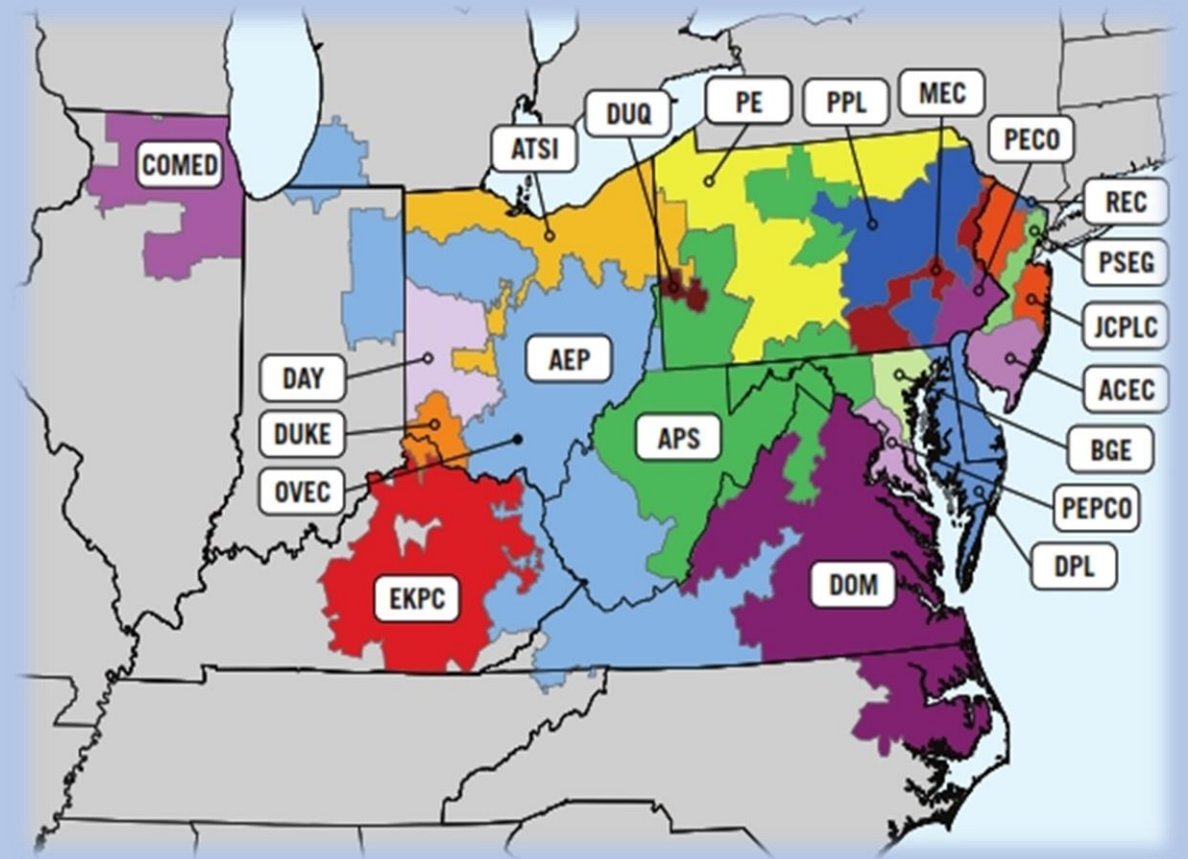 COMED
ATSI
DUQ
PE
PPL
MEC
PECO
REC
PSEG
JCPLC
ACEC
BGE
PEPCO
DPL
DAY
DUKE
OVEC
AEP
APS
EKPC
DOM